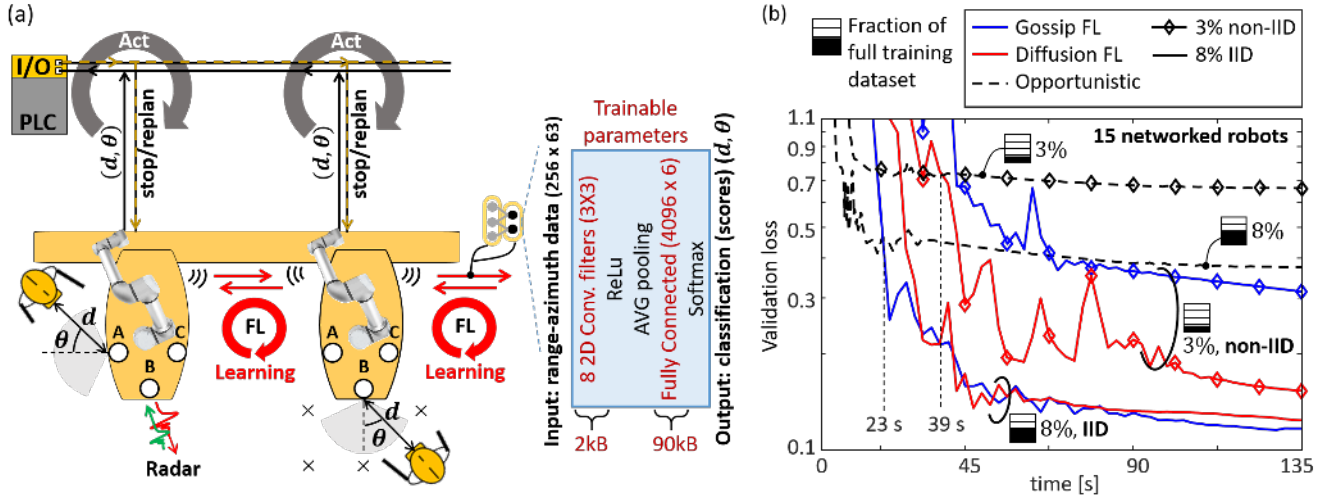 (a)
Act
Act
I/O
PLC
(d, θ)
stop/replan
(d, θ)
stop/replan
d
θ
A
C
B
FL
Learning
Radar
A
C
B
d
θ
FL
Learning
Input: range-azimuth data (256 x 63)
Trainable
parameters
8 2D Conv. filters (3X3)
ReLu
AVG pooling
Fully Connected (4096 x 6)
Softmax
2kB
90kB
Output: classification (scores) (d, θ)
(b)
Fraction of
full training
dataset
Gossip FL
Diffusion FL
Opportunistic
3% non-IID
8% IID
15 networked robots
Validation loss
1.1
0.9
0.7
0.5
0.3
0.1
3%
8%
3%, non-IID
8%, IID
23 s
39 s
0
45
90
135
time [s]